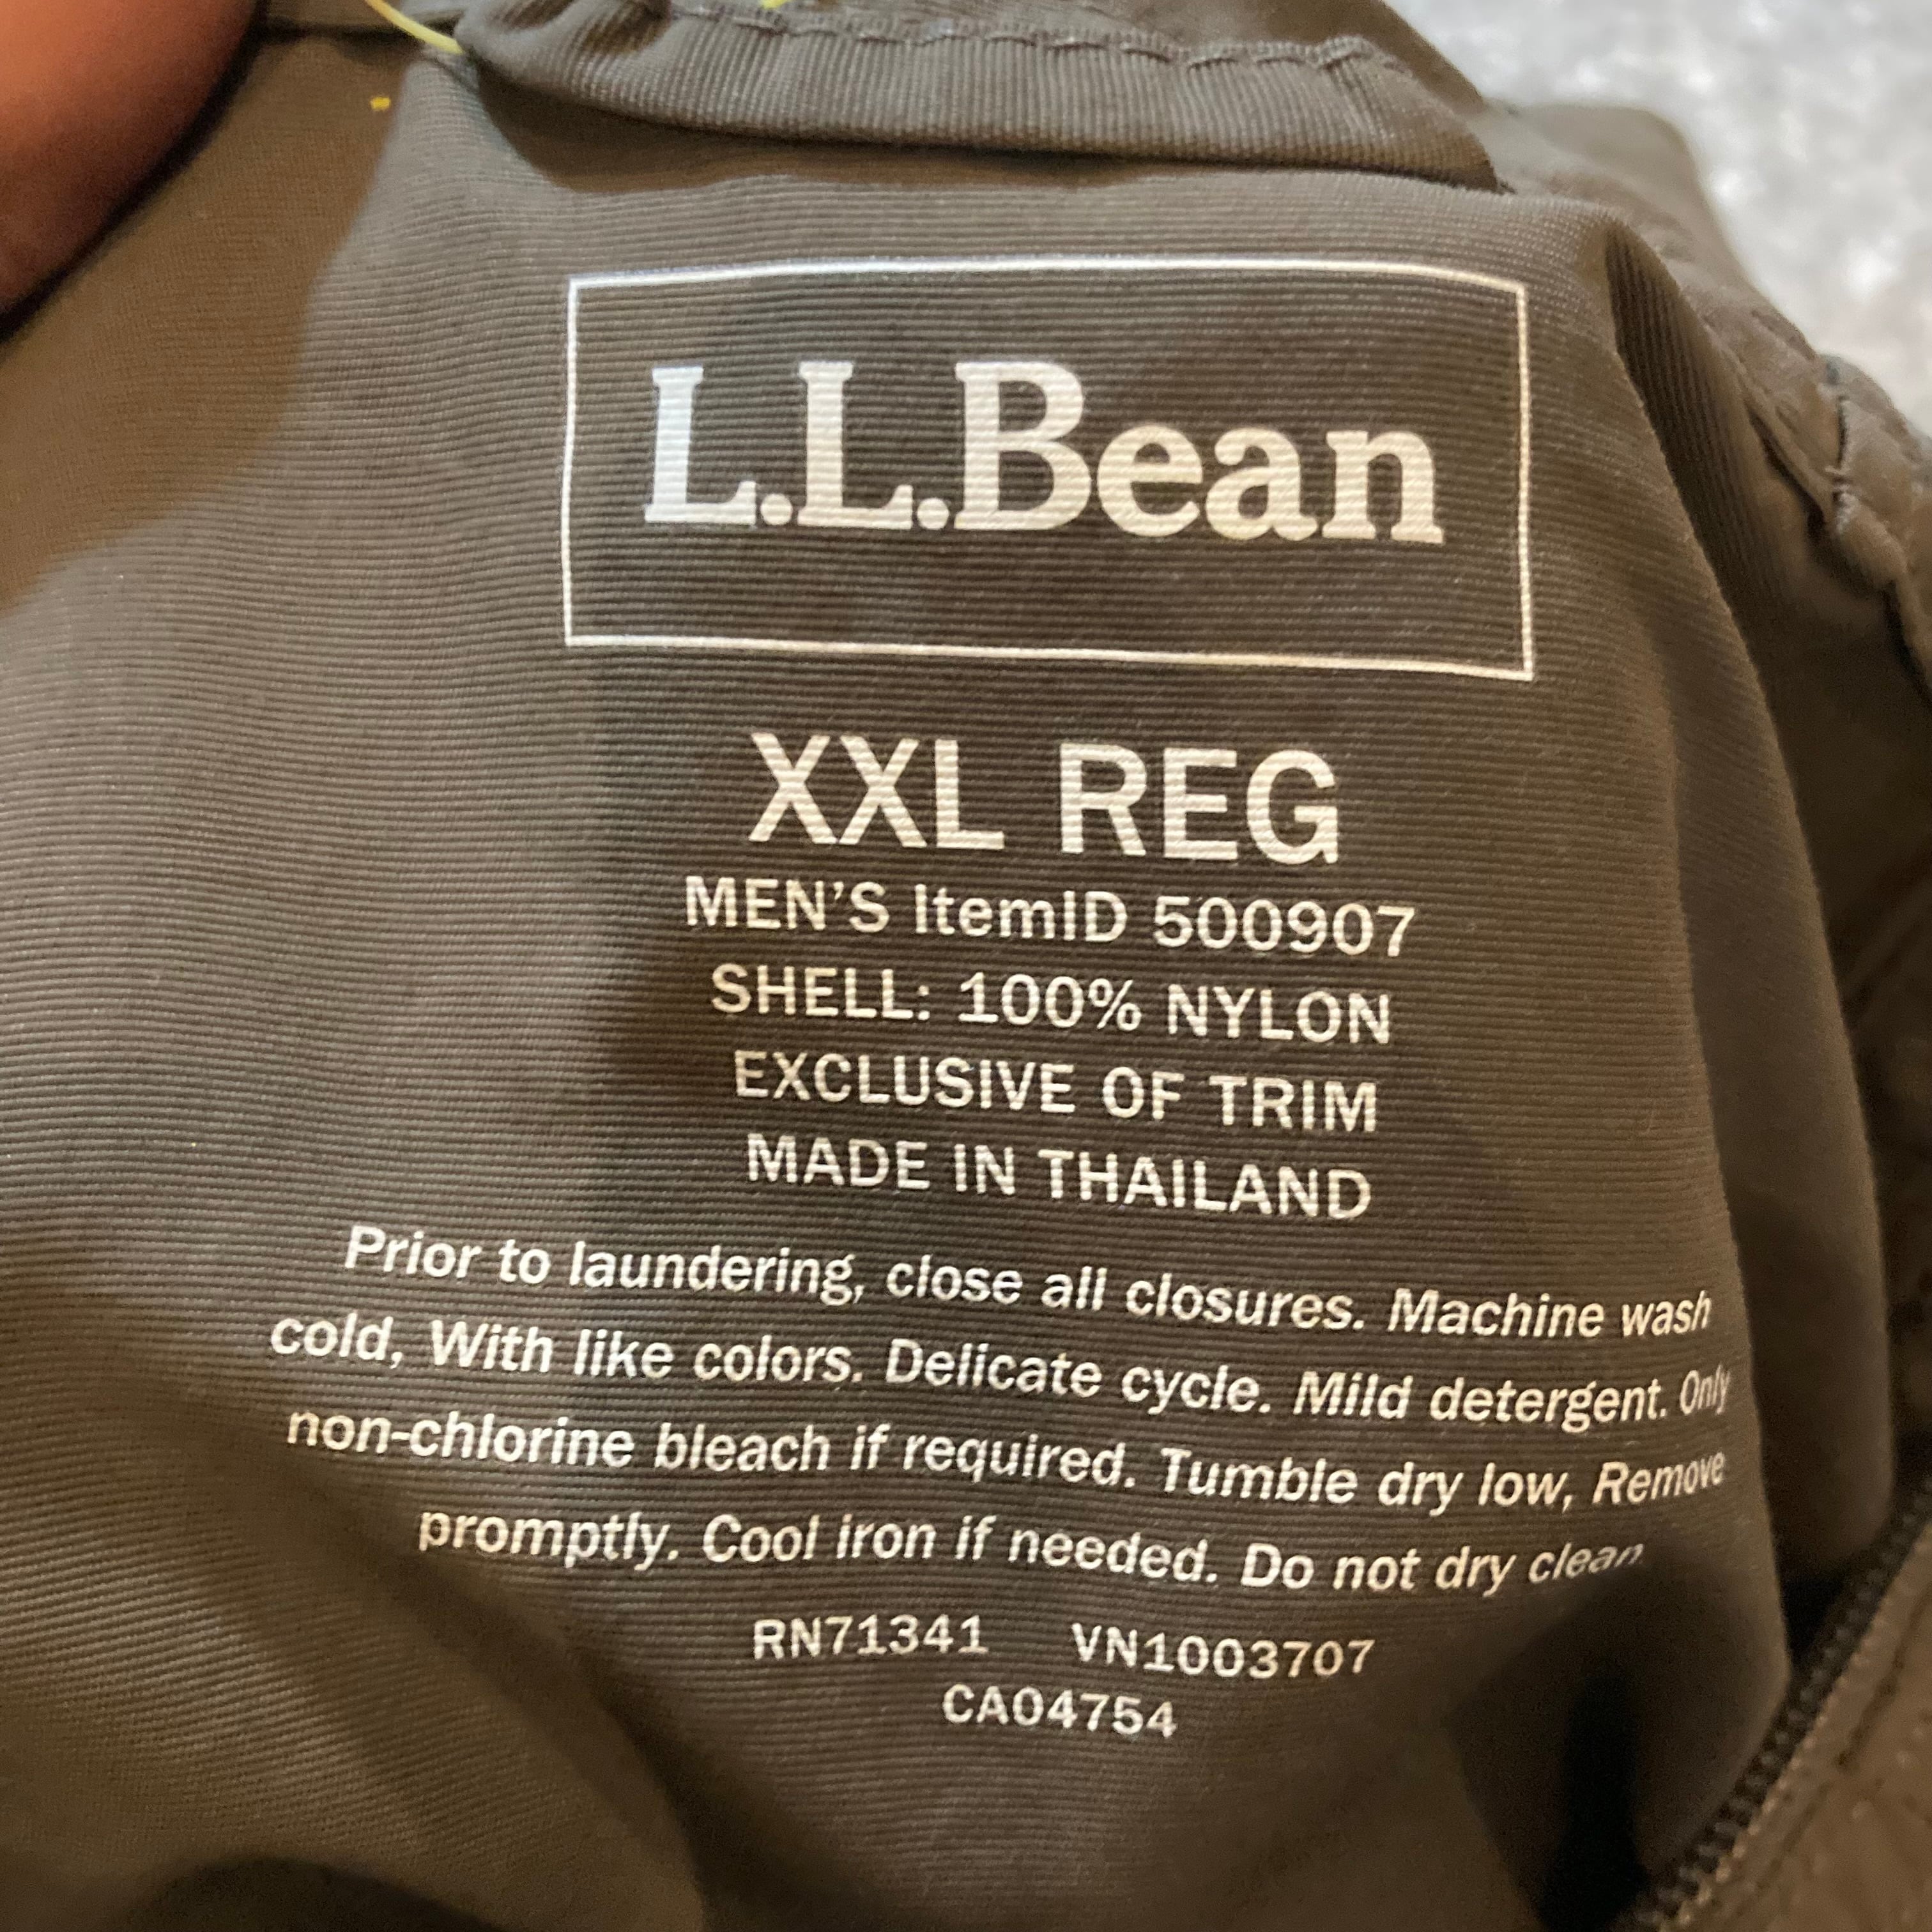 L.L.Bean
XXL REG
MEN'S ItemID 500907
SHELL: 100% NYLON
EXCLUSIVE OF TRIM
MADE IN THAILAND
Prior to laundering, close all closures. Machine wash
cold, With like colors. Delicate cycle. Mild detergent. Only
non-chlorine bleach if required. Tumble dry low, Remove
promptly. Cool iron if needed. Do not dry clean.
RN71341 VN1003707
CA04754